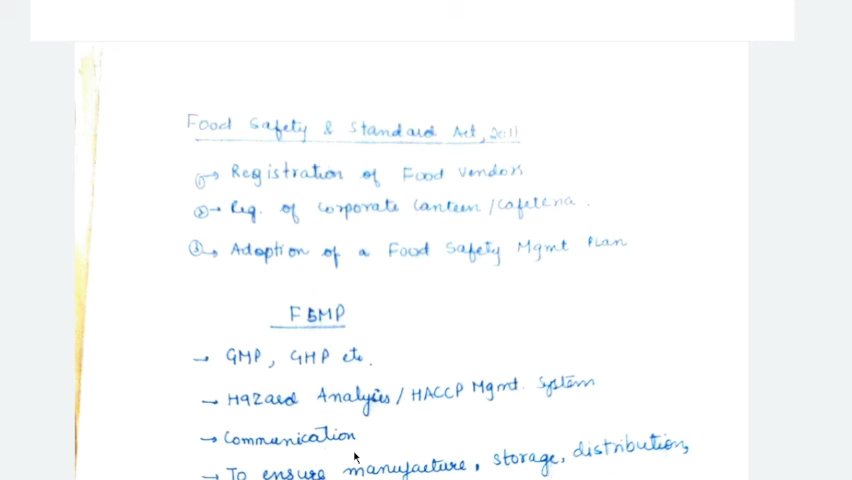 Food Safety & Standard Act, 2011
① → Registration of Food Vendors
② → Reg. of Corporate Canteen / Cafeteria.
③ → Adoption of a Food Safety Mgmt Plan
FSMP
→ GMP, GHP etc.
→ Hazard Analysis / HACCP Mgmt. System
→ Communication
→ To ensure manufacture, storage, distribution,